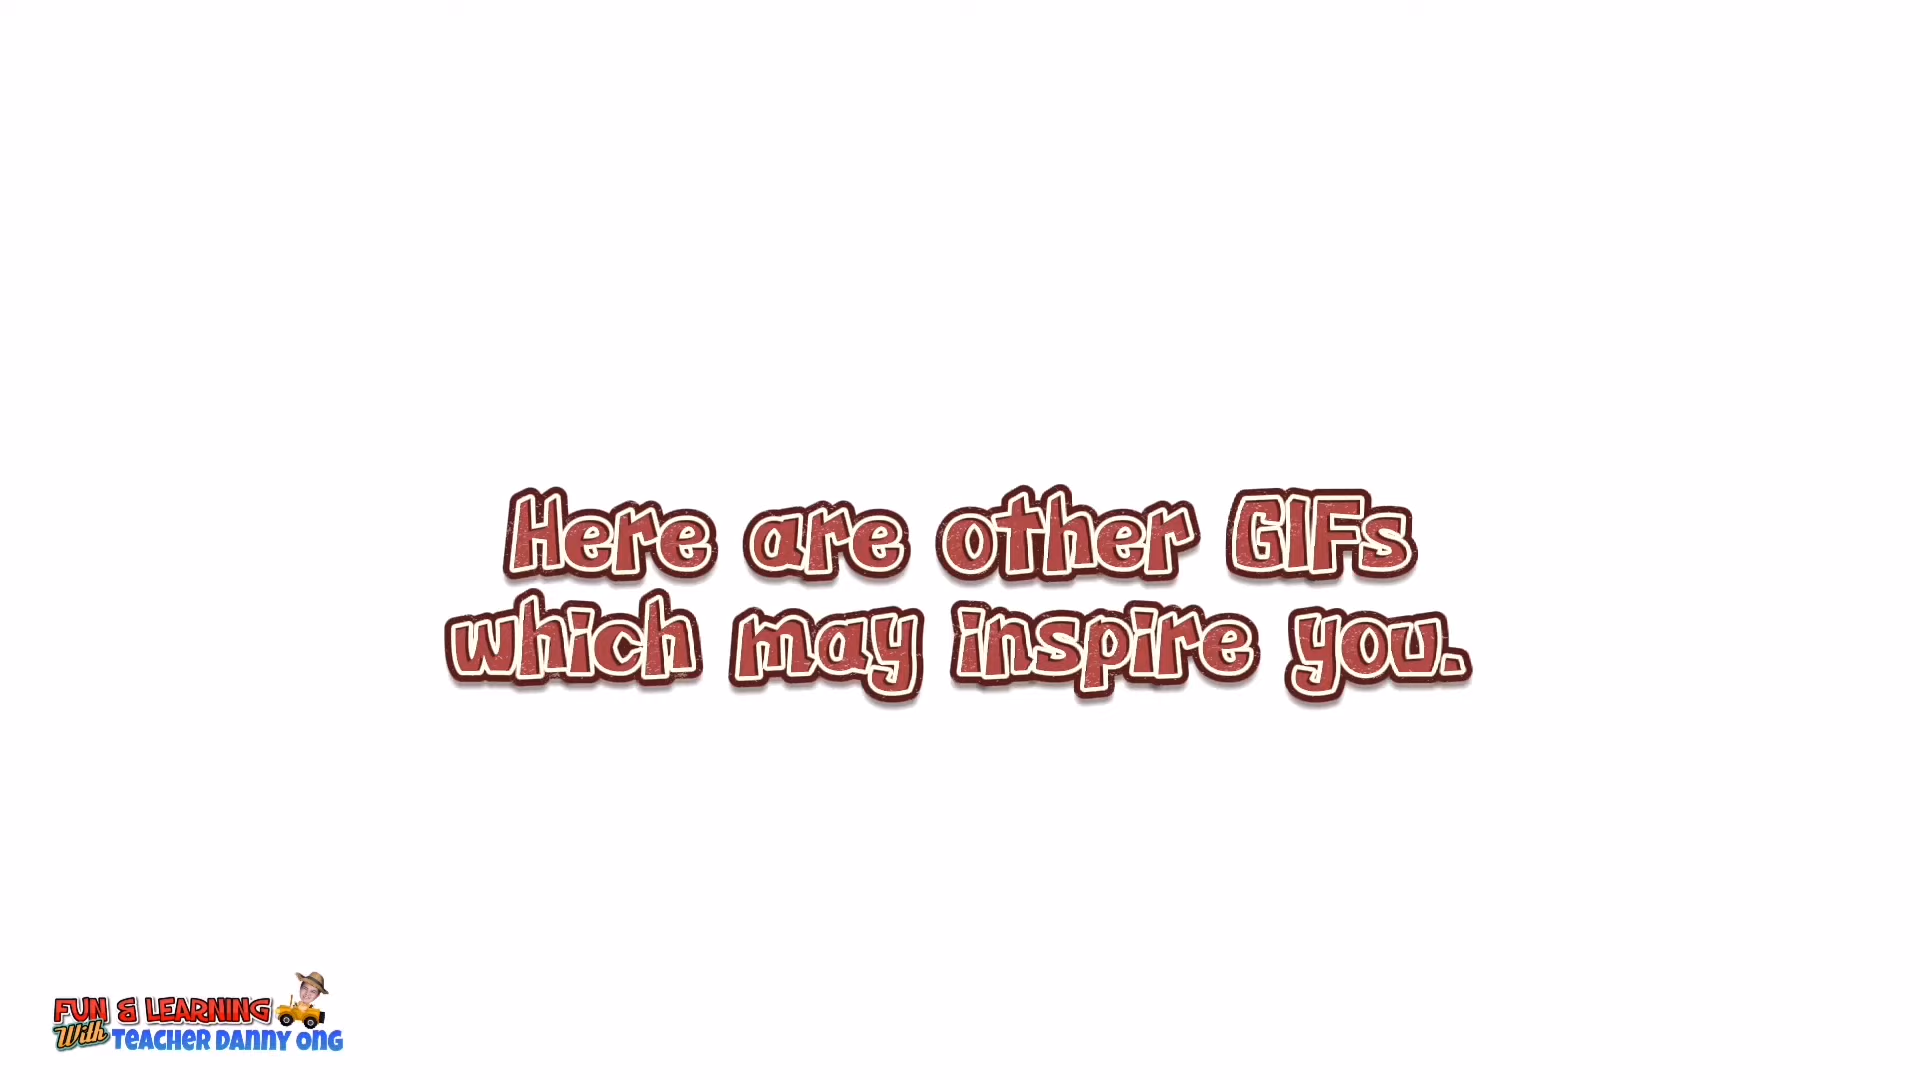 Here are other GIFs
which may inspire you.
FUN & LEARNING
With TEACHER DANNY ONG